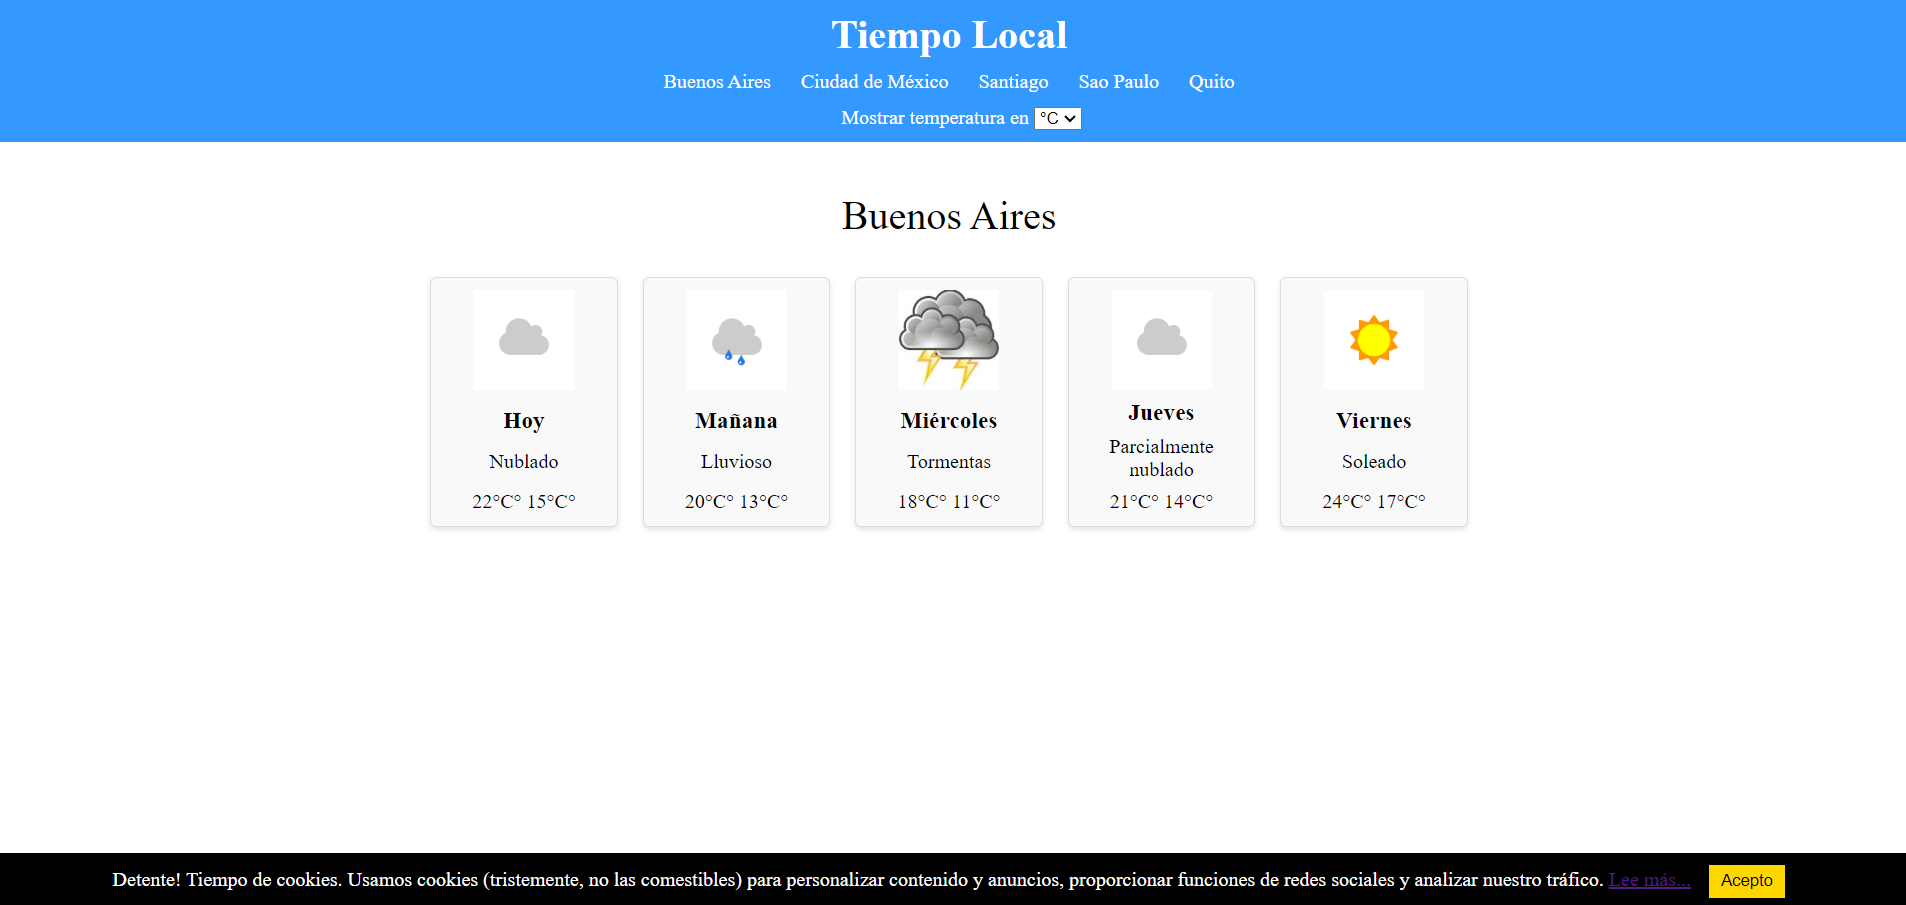 Tiempo Local
Buenos Aires Ciudad de México Santiago Sao Paulo Quito
Mostrar temperatura en °C
Buenos Aires
Hoy
Nublado
22°C° 15°C°
Mañana
Lluvioso
20°C° 13°C°
Miércoles
Tormentas
18°C° 11°C°
Jueves
Parcialmente
nublado
21°C° 14°C°
Viernes
Soleado
24°C° 17°C°
Detente! Tiempo de cookies. Usamos cookies (tristemente, no las comestibles) para personalizar contenido y anuncios, proporcionar funciones de redes sociales y analizar nuestro tráfico. Lee más... Acepto